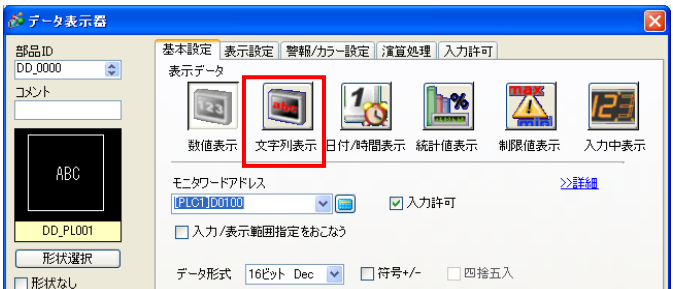 データ表示器
部品ID
DD_0000
コメント
ABC
DD_PL001
形状選択
形状なし
基本設定 表示設定 警報/カラー設定 演算処理 入力許可
表示データ
123 abc 1 % max min 123
数値表示 文字列表示 日付/時間表示 統計値表示 制限値表示 入力中表示
モニタワードアドレス
>>詳細
[PLC1]D0100 入力許可
入力/表示範囲指定をおこなう
データ形式 16ビット Dec 符号+/- 四捨五入